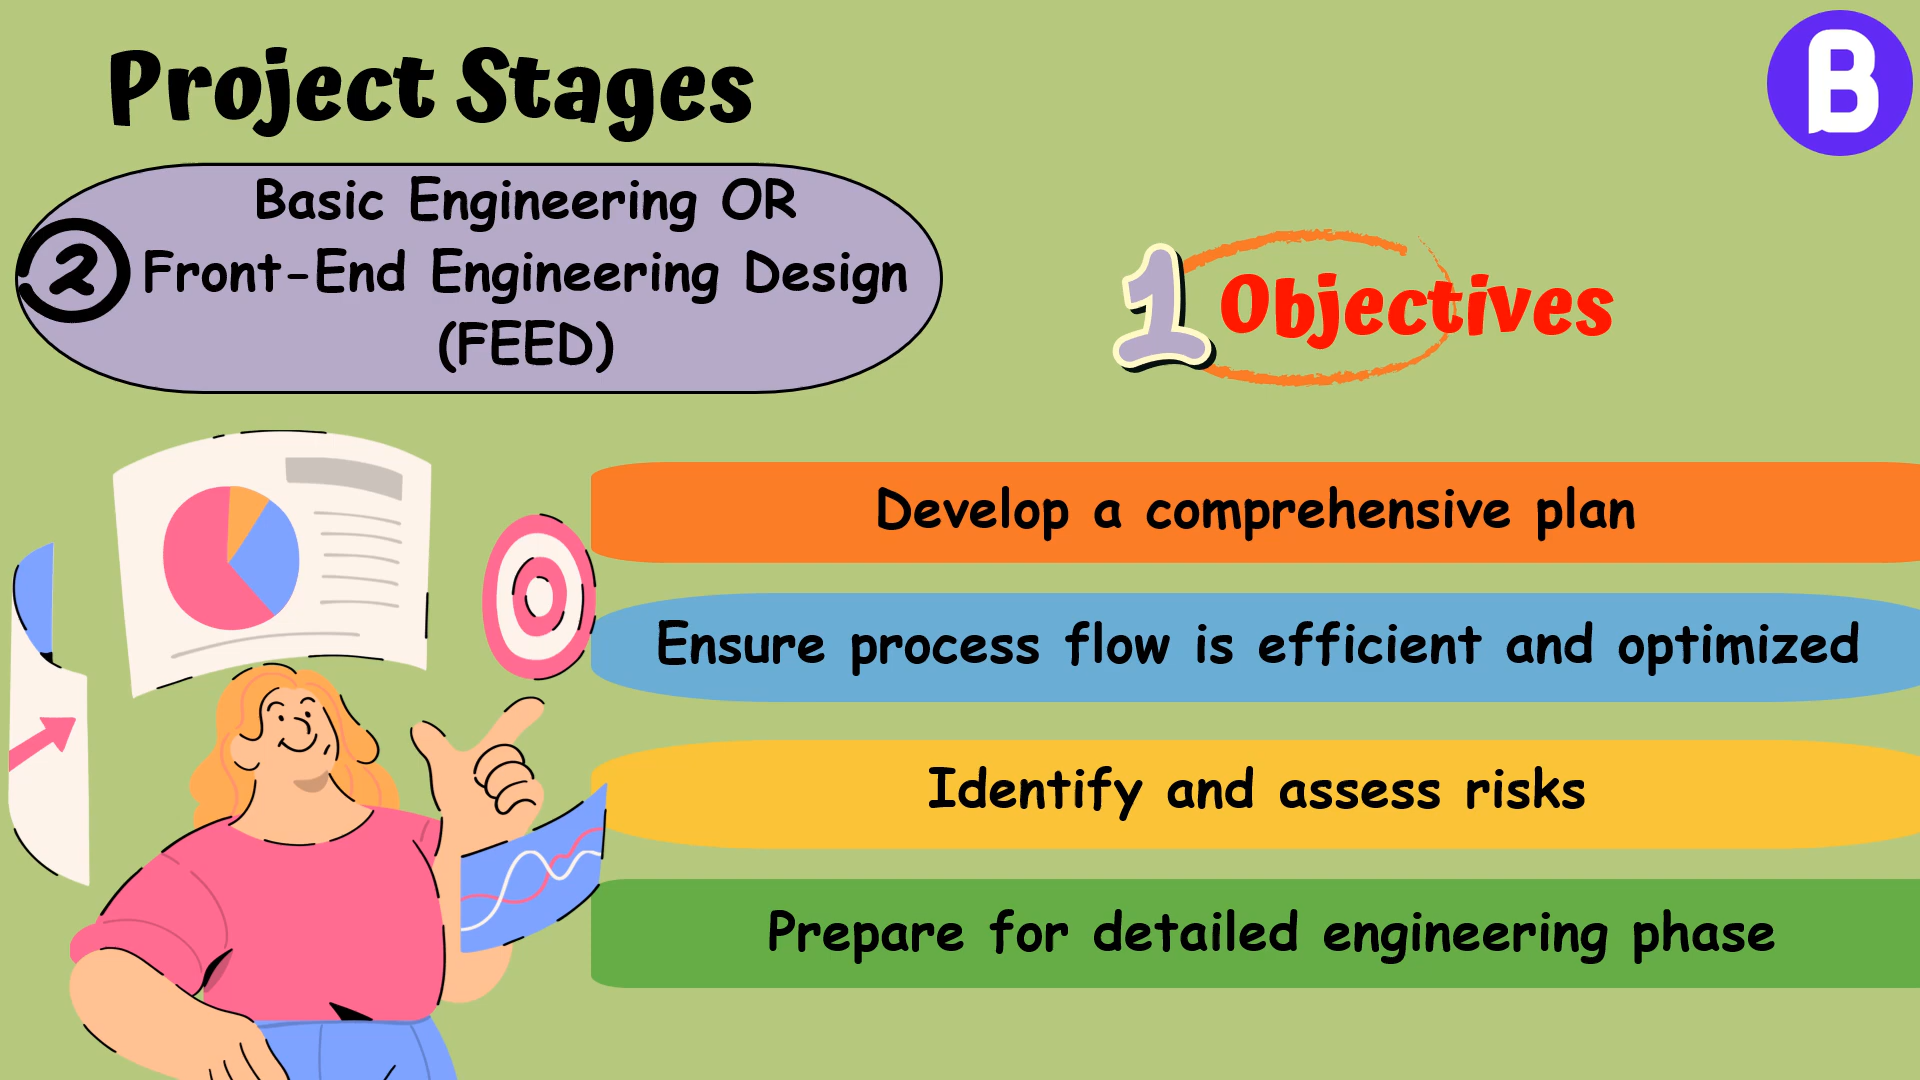 Project Stages
B
2
Basic Engineering OR
Front-End Engineering Design
(FEED)
1 Objectives
Develop a comprehensive plan
Ensure process flow is efficient and optimized
Identify and assess risks
Prepare for detailed engineering phase